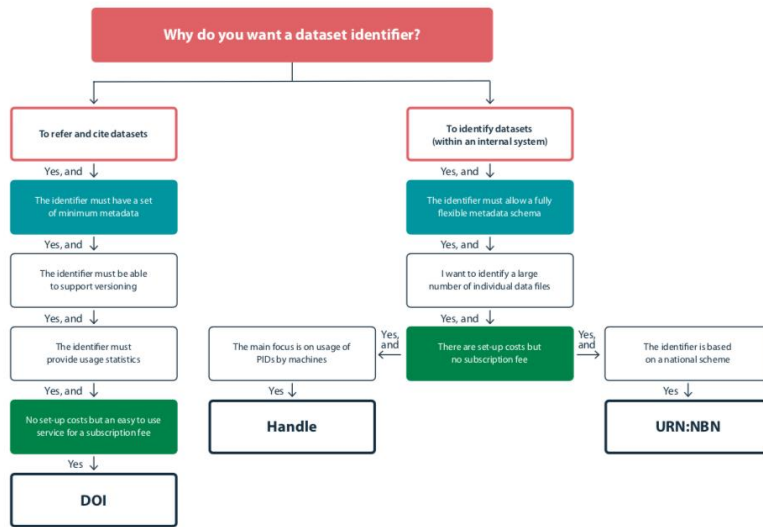 Why do you want a dataset identifier?
To refer and cite datasets
Yes, and
The identifier must have a set
of minimum metadata
Yes, and
The identifier must be able
to support versioning
Yes, and
The identifier must
provide usage statistics
Yes, and
No set-up costs but an easy to use
service for a subscription fee
Yes
DOI
To identify datasets
(within an internal system)
Yes, and
The identifier must allow a fully
flexible metadata schema
Yes, and
I want to identify a large
number of individual data files
Yes, and
There are set-up costs but
no subscription fee
Yes,
and
The main focus is on usage of
PIDs by machines
Yes
Handle
Yes,
and
The identifier is based
on a national scheme
Yes
URN:NBN